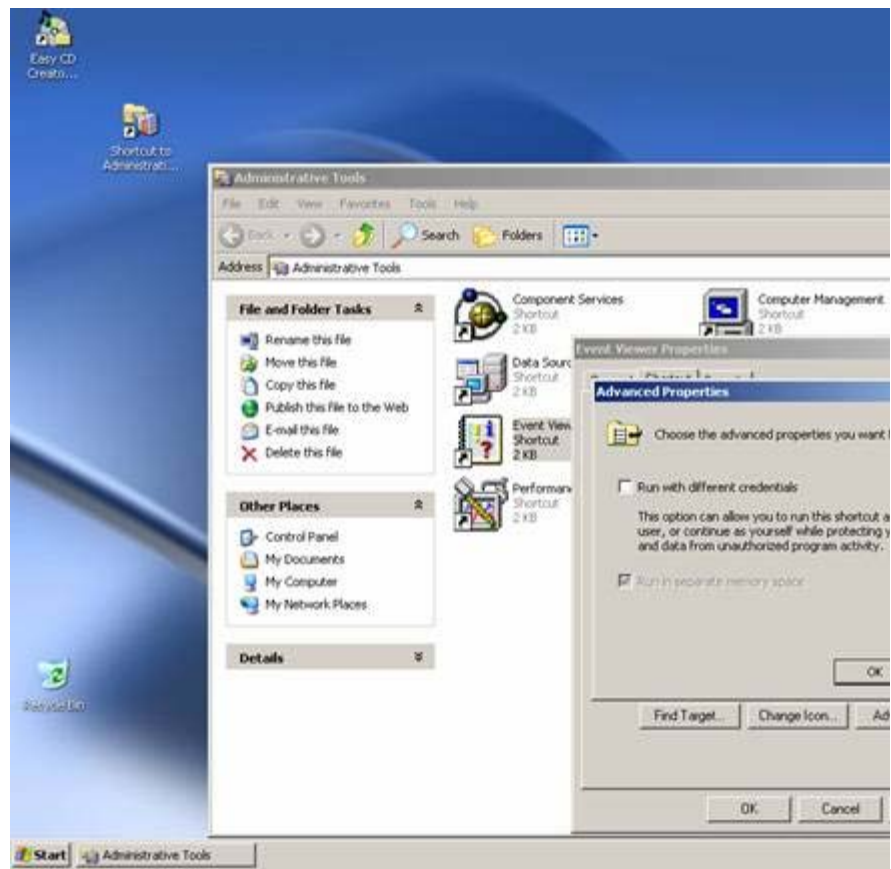 Easy CD
Creato...
Shortcut to
Administrati...
Administrative Tools
File Edit View Favorites Tools Help
Back Search Folders
Address Administrative Tools
File and Folder Tasks
Rename this file
Move this file
Copy this file
Publish this file to the Web
E-mail this file
Delete this file
Other Places
Control Panel
My Documents
My Computer
My Network Places
Details
Component Services
Shortcut
2 KB
Computer Management
Shortcut
2 KB
Data Sourc
Shortcut
2 KB
Event View
Shortcut
2 KB
Performan
Shortcut
2 KB
Event Viewer Properties
Shortcut
Advanced Properties
Choose the advanced properties you want
Run with different credentials
This option can allow you to run this shortcut a
user, or continue as yourself while protecting y
and data from unauthorized program activity.
Run in separate memory space
OK
Find Target... Change Icon... Ad
OK Cancel
Recycle Bin
Start Administrative Tools